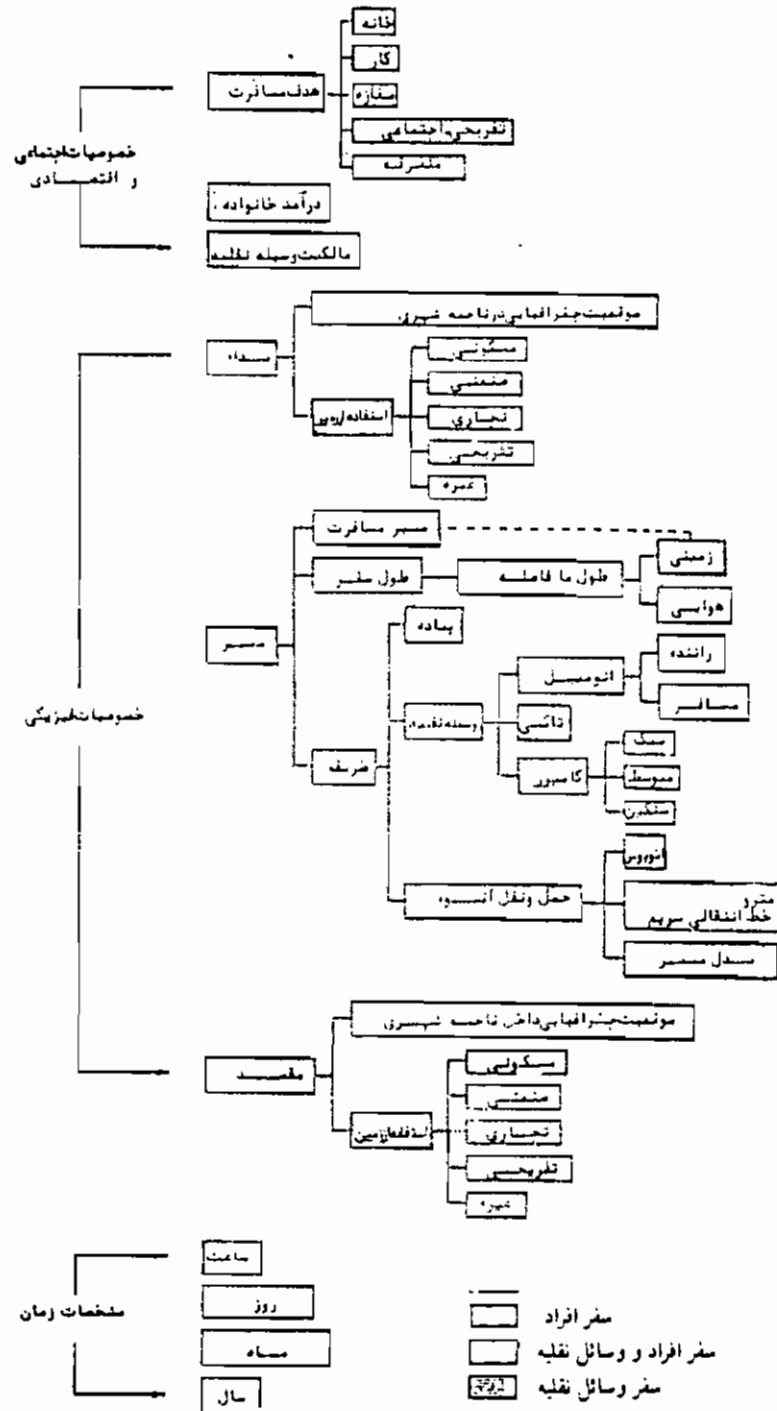 خانه
کار
هدف مسافرت
مغازه
تفریحی، اجتماعی
متفرقه
خصوصیات اجتماعی
و اقتصادی
درآمد خانواده
مالکیت وسیله نقلیه
موقعیت جغرافیایی در ناحیه شهری
مبداء
مسکونی
صنعتی
استفاده از زمین
تجاری
تفریحی
غیره
مسیر مسافرت
زمینی
طول سفر
طول یا فاصله
هوایی
پیاده
مسیر
راننده
اتومبیل
مسافر
وسیله نقلیه
تاکسی
خصوصیات فیزیکی
سبک
طریقه
کامیون
متوسط
سنگین
اتوبوس
حمل و نقل انبوه
مترو
خط انتقالی سریع
تبدیل مسیر
موقعیت جغرافیایی داخل ناحیه شهری
مقصد
مسکونی
صنعتی
استفاده از زمین
تجاری
تفریحی
غیره
ساعت
مشخصات زمان
روز
ماه
سال
سفر افراد
سفر افراد و وسائل نقلیه
سفر وسائل نقلیه